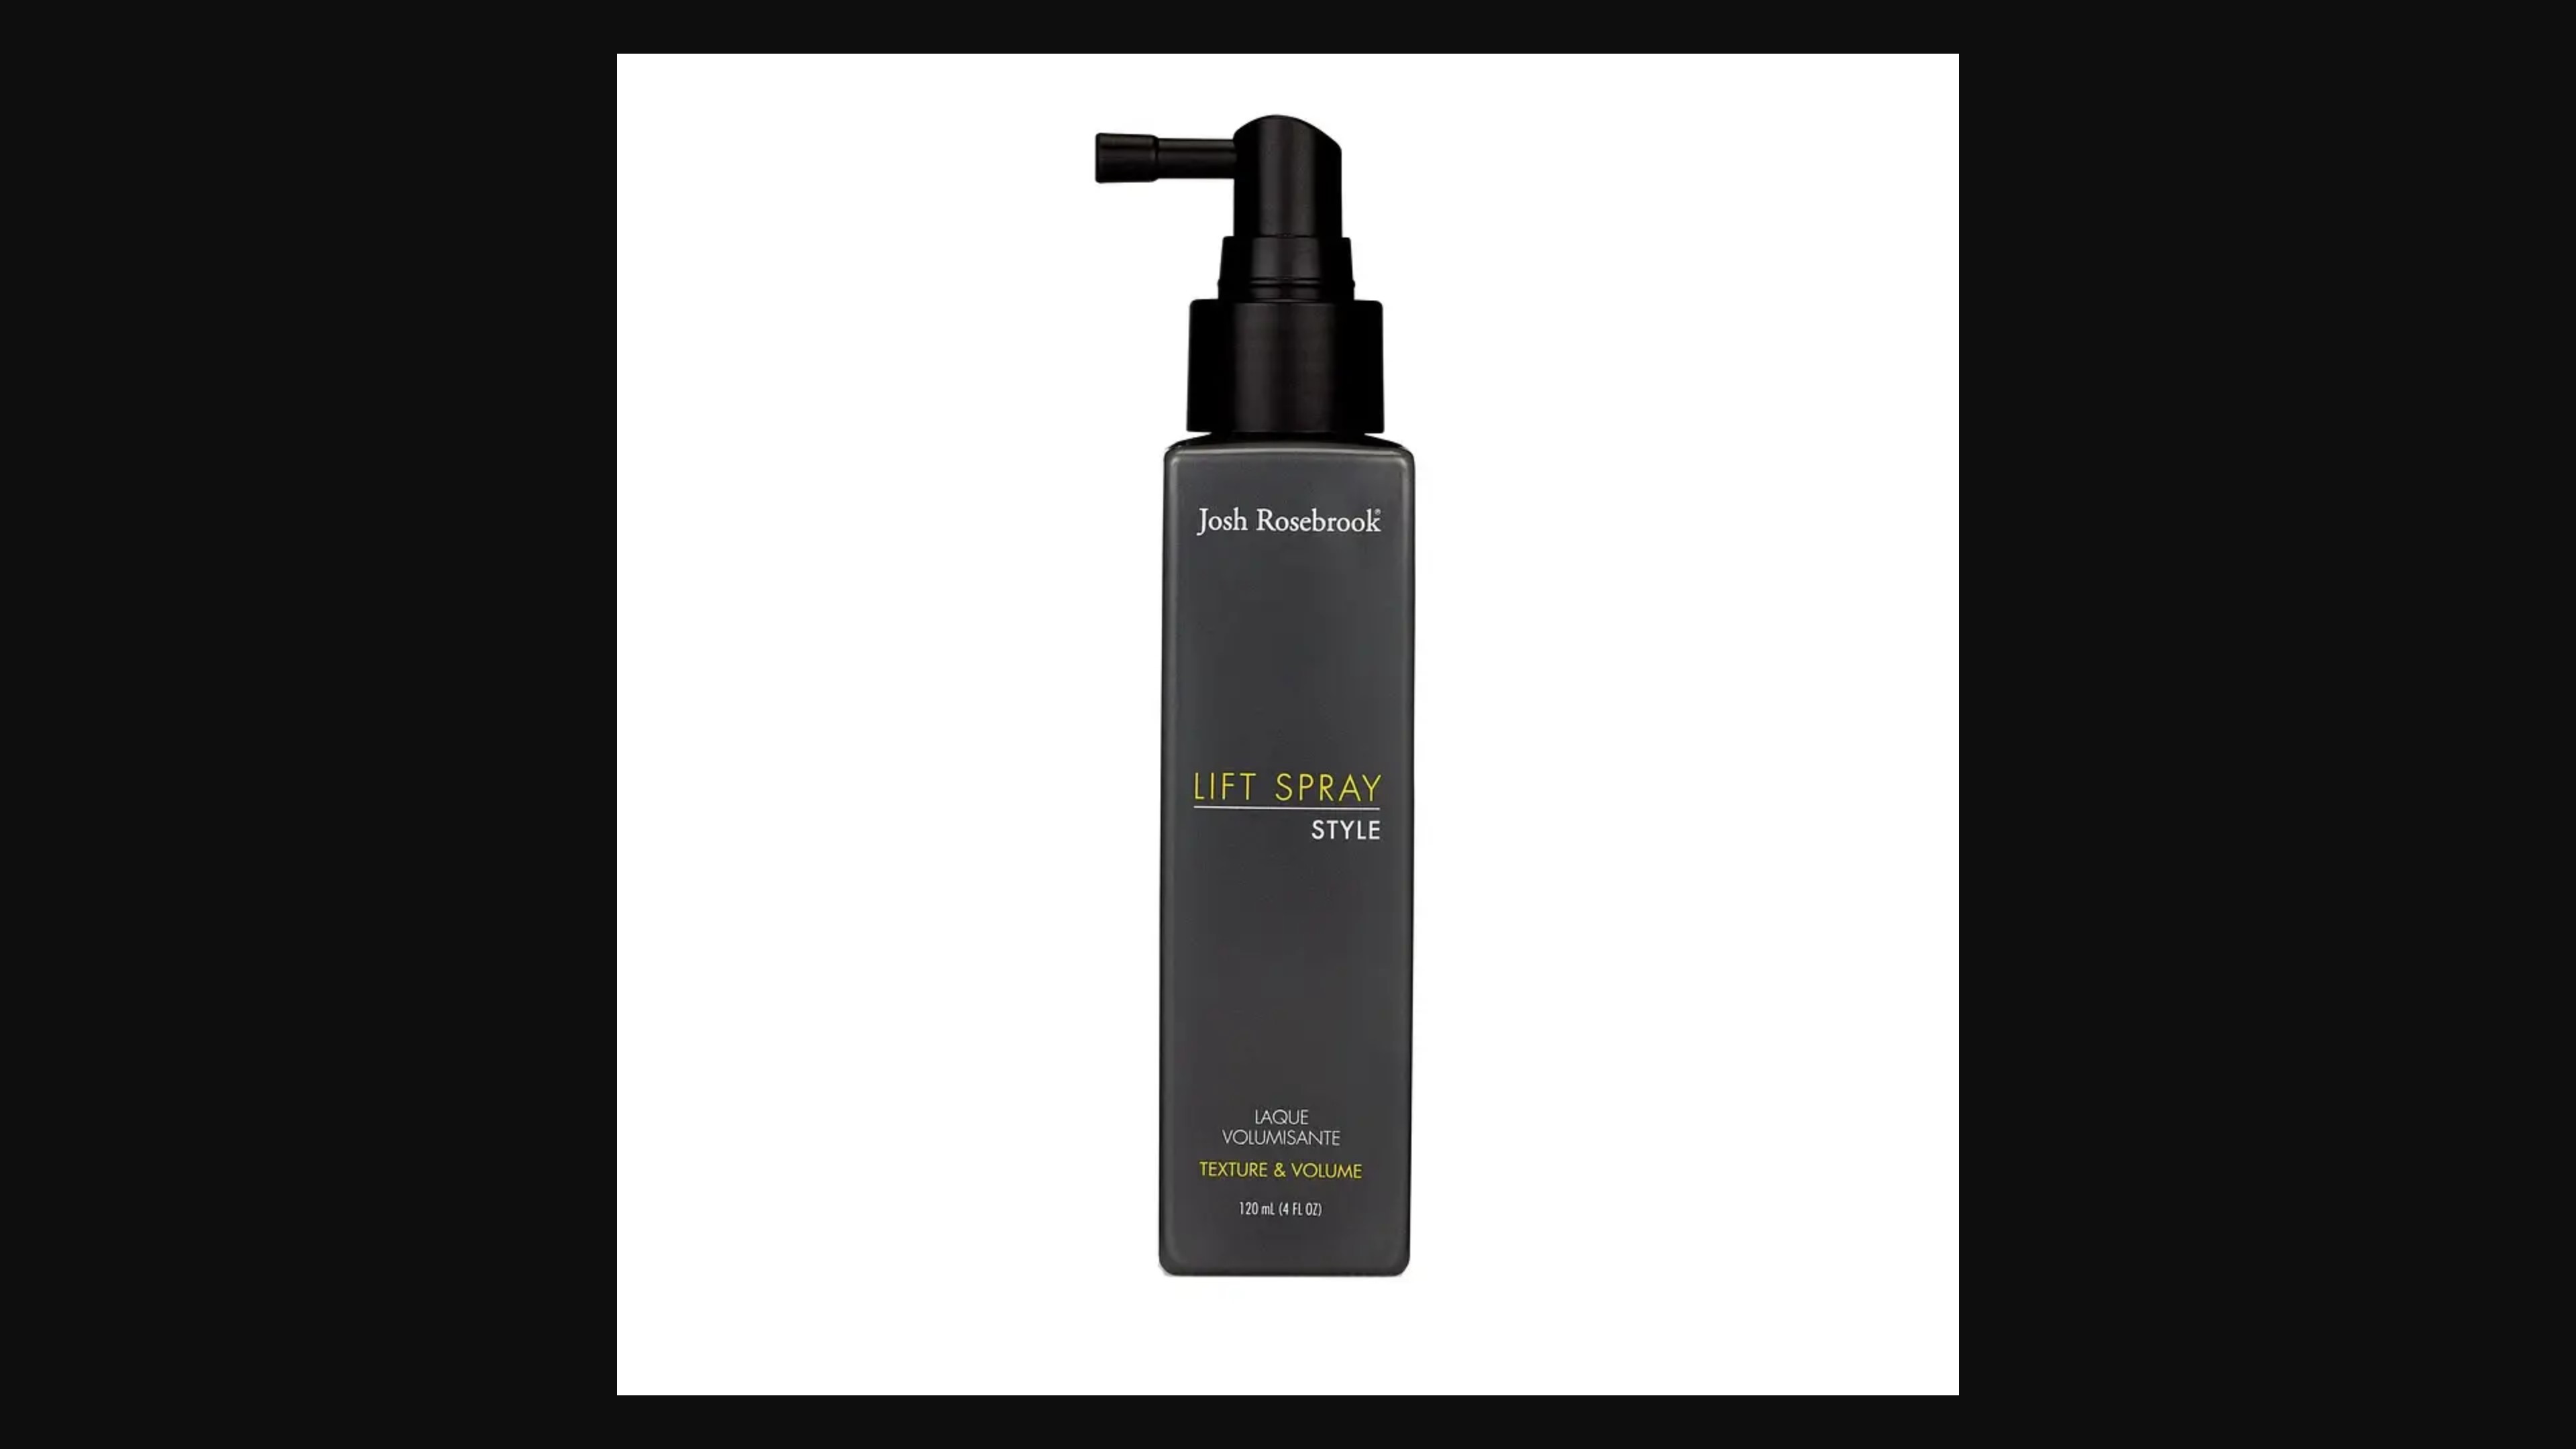 Josh Rosebrook®
LIFT SPRAY
STYLE
LAQUE
VOLUMISANTE
TEXTURE & VOLUME
120 mL (4 FL OZ)